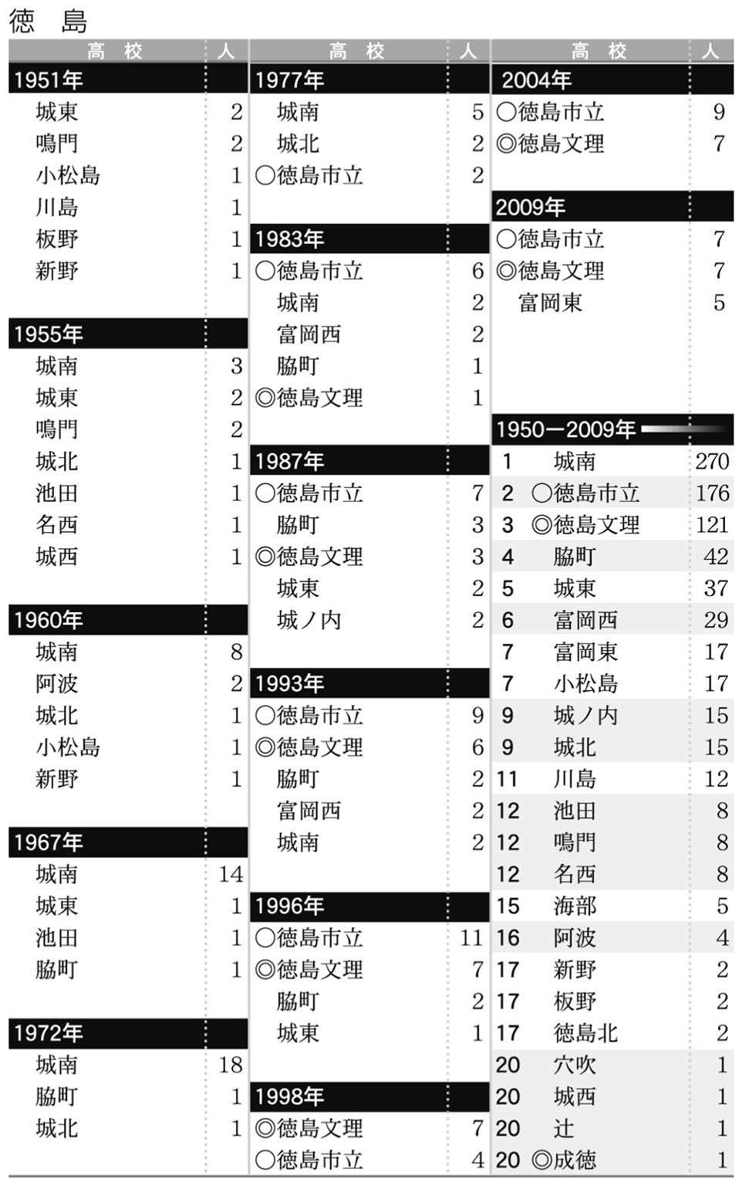 徳島
高校 人
1951年
城東 2
鳴門 2
小松島 1
川島 1
板野 1
新野 1
1955年
城南 3
城東 2
鳴門 2
城北 1
池田 1
名西 1
城西 1
1960年
城南 8
阿波 2
城北 1
小松島 1
新野 1
1967年
城南 14
城東 1
池田 1
脇町 1
1972年
城南 18
脇町 1
城北 1
高校 人
1977年
城南 5
城北 2
○徳島市立 2
1983年
○徳島市立 6
城南 2
富岡西 2
脇町 1
◎徳島文理 1
1987年
○徳島市立 7
脇町 3
◎徳島文理 3
城東 2
城ノ内 2
1993年
○徳島市立 9
◎徳島文理 6
脇町 2
富岡西 2
城南 2
1996年
○徳島市立 11
◎徳島文理 7
脇町 2
城東 1
1998年
◎徳島文理 7
○徳島市立 4
高校 人
2004年
○徳島市立 9
◎徳島文理 7
2009年
○徳島市立 7
◎徳島文理 7
富岡東 5
1950－2009年
1 城南 270
2 ○徳島市立 176
3 ◎徳島文理 121
4 脇町 42
5 城東 37
6 富岡西 29
7 富岡東 17
7 小松島 17
9 城ノ内 15
9 城北 15
11 川島 12
12 池田 8
12 鳴門 8
12 名西 8
15 海部 5
16 阿波 4
17 新野 2
17 板野 2
17 徳島北 2
20 穴吹 1
20 城西 1
20 辻 1
20 ◎成徳 1